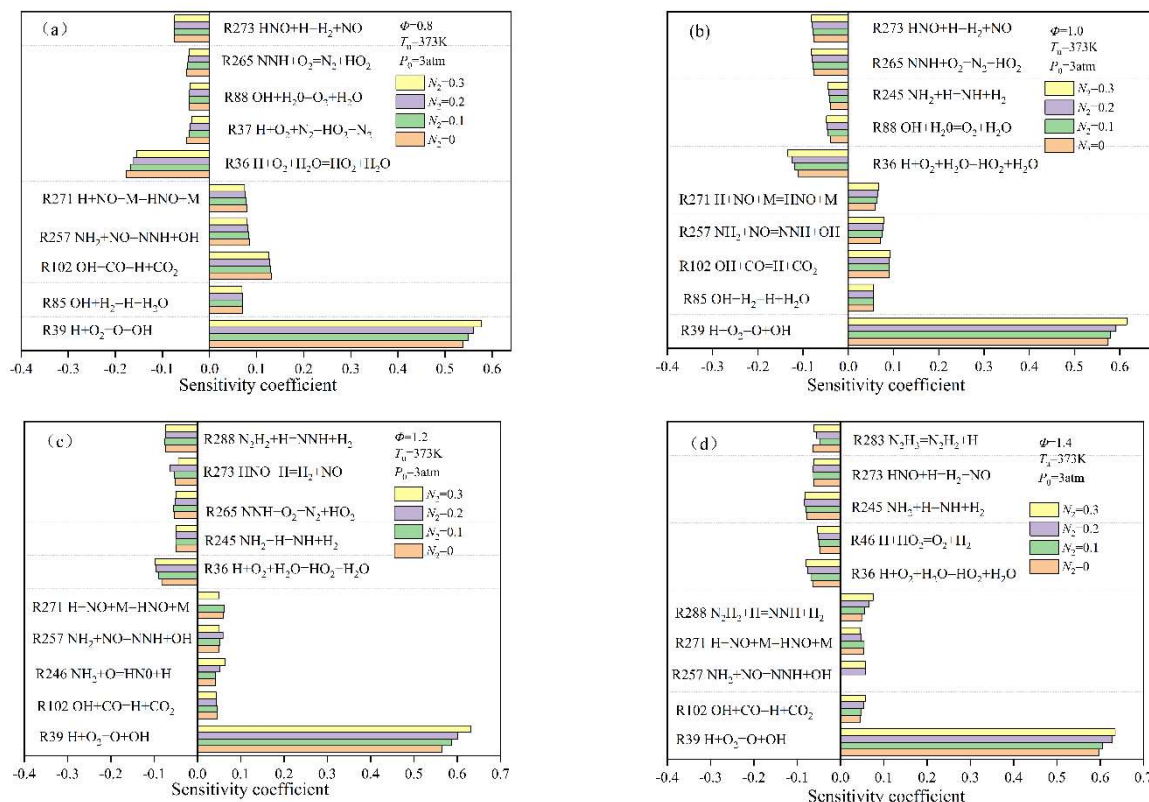 (a)
R273 HNO+H−H₂+NO
Φ=0.8
Tᵤ−373K
P₀−3atm
R265 NNH+O₂=N₂+HO₂
N₂−0.3
R88 OH+H₂0−O₂+H₂O
N₂=0.2
R37 H+O₂+N₂−HO₂−N₂
N₂−0.1
N₂−0
R36 H+O₂+H₂O=HO₂+H₂O
R271 H+NO−M−HNO+M
R257 NH₂+NO−NNH+OH
R102 OH−CO−H+CO₂
R85 OH+H₂−H−H₂O
R39 H+O₂−O−OH
-0.4 -0.3 -0.2 -0.1 0.0 0.1 0.2 0.3 0.4 0.5 0.6
Sensitivity coefficient
(b)
R273 HNO+H−H₂+NO
Φ=1.0
Tᵤ−373K
P₀−3atm
R265 NNH+O₂−N₂−HO₂
N₂−0.3
R245 NH₂+H−NH+H₂
N₂−0.2
R88 OH+H₂0=O₂+H₂O
N₂−0.1
N₂=0
R36 H+O₂+H₂O−HO₂+H₂O
R271 H+NO+M=HNO+M
R257 NH₂+NO=NNH+OH
R102 OH+CO=H+CO₂
R85 OH−H₂−H+H₂O
R39 H−O₂−O+OH
-0.4 -0.3 -0.2 -0.1 0.0 0.1 0.2 0.3 0.4 0.5 0.6
Sensitivity coefficient
(c)
R288 N₂H₂+H−NNH+H₂
Φ=1.2
Tᵤ−373K
P₀−3atm
R273 HNO H=H₂+NO
N₂=0.3
R265 NNH−O₂−N₂+HO₂
N₂−0.2
R245 NH₂−H−NH+H₂
N₂=0.1
N₂−0
R36 H+O₂+H₂O−HO₂−H₂O
R271 H−NO+M−HNO+M
R257 NH₂+NO−NNH+OH
R246 NH₂+O−HN0+H
R102 OH+CO−H+CO₂
R39 H+O₂−O+OH
-0.4 -0.3 -0.2 -0.1 0.0 0.1 0.2 0.3 0.4 0.5 0.6 0.7
Sensitivity coefficient
(d)
R283 N₂H₃=N₂H₂+H
Φ=1.4
Tᵤ−373K
P₀−3atm
R273 HNO+H−H₂−NO
R245 NH₂+H−NH+H₂
N₂=0.3
R46 H+HO₂=O₂+H₂
N₂−0.2
N₂=0.1
R36 H+O₂+H₂O−HO₂+H₂O
N₂−0
R288 N₂H₂+H=NNH+H₂
R271 H−NO+M−HNO+M
R257 NH₂+NO−NNH+OH
R102 OH+CO−H+CO₂
R39 H+O₂−O+OH
-0.4 -0.3 -0.2 -0.1 0.0 0.1 0.2 0.3 0.4 0.5 0.6 0.7
Sensitivity coefficient